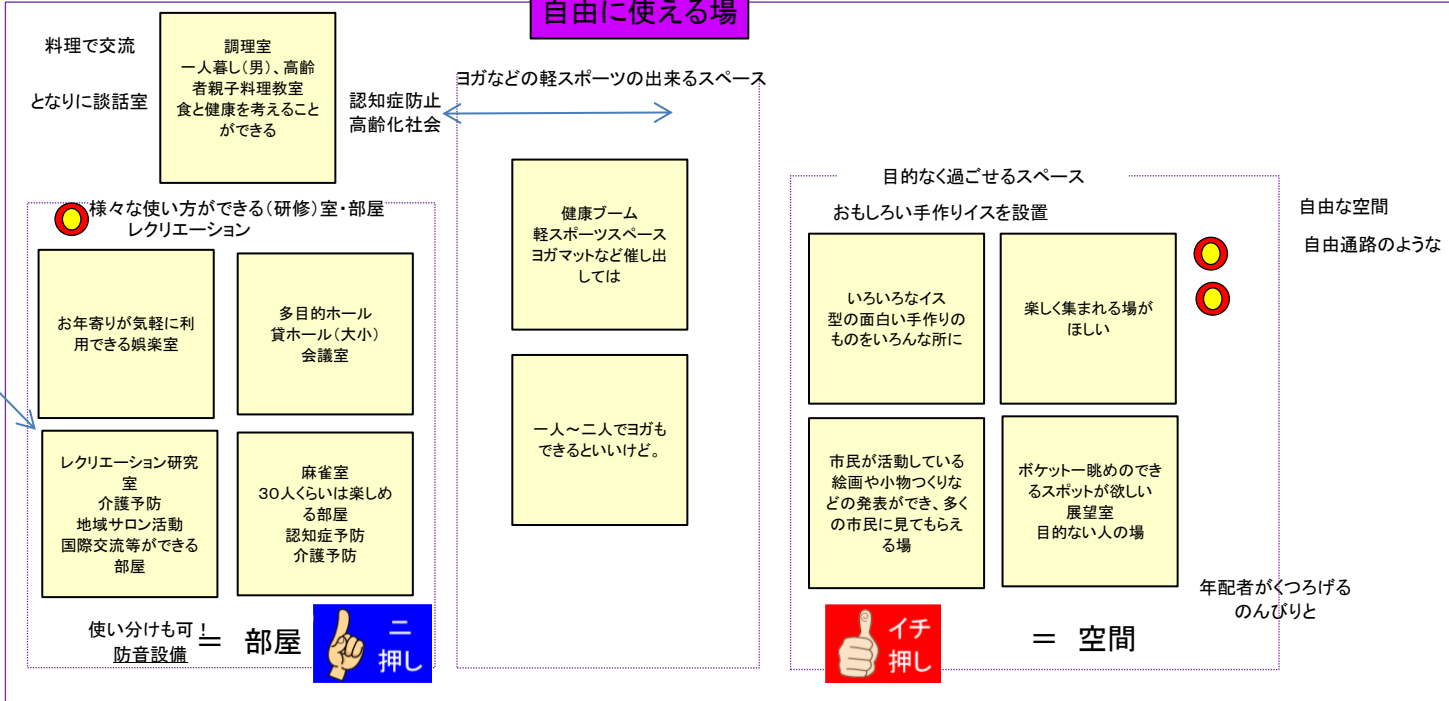 自由に使える場
料理で交流
となりに談話室
調理室
一人暮し(男)、高齢
者親子料理教室
食と健康を考えること
ができる
認知症防止
高齢化社会
ヨガなどの軽スポーツの出来るスペース
健康ブーム
軽スポーツスペース
ヨガマットなど催し出
しては
一人～二人でヨガも
できるといいけど。
様々な使い方ができる(研修)室・部屋
レクリエーション
お年寄りが気軽に利
用できる娯楽室
多目的ホール
貸ホール(大小)
会議室
レクリエーション研究
室
介護予防
地域サロン活動
国際交流等ができる
部屋
麻雀室
30人くらいは楽しめ
る部屋
認知症予防
介護予防
使い分けも可!
防音設備
= 部屋
二
押し
目的なく過ごせるスペース
おもしろい手作りイスを設置
いろいろなイス
型の面白い手作りの
ものをいろんな所に
楽しく集まれる場が
ほしい
市民が活動している
絵画や小物つくりな
どの発表ができ、多く
の市民に見てもらえ
る場
ポケットー眺めのでき
るスポットが欲しい
展望室
目的ない人の場
自由な空間
自由通路のような
年配者がくつろげる
のんびりと
イチ
押し
= 空間